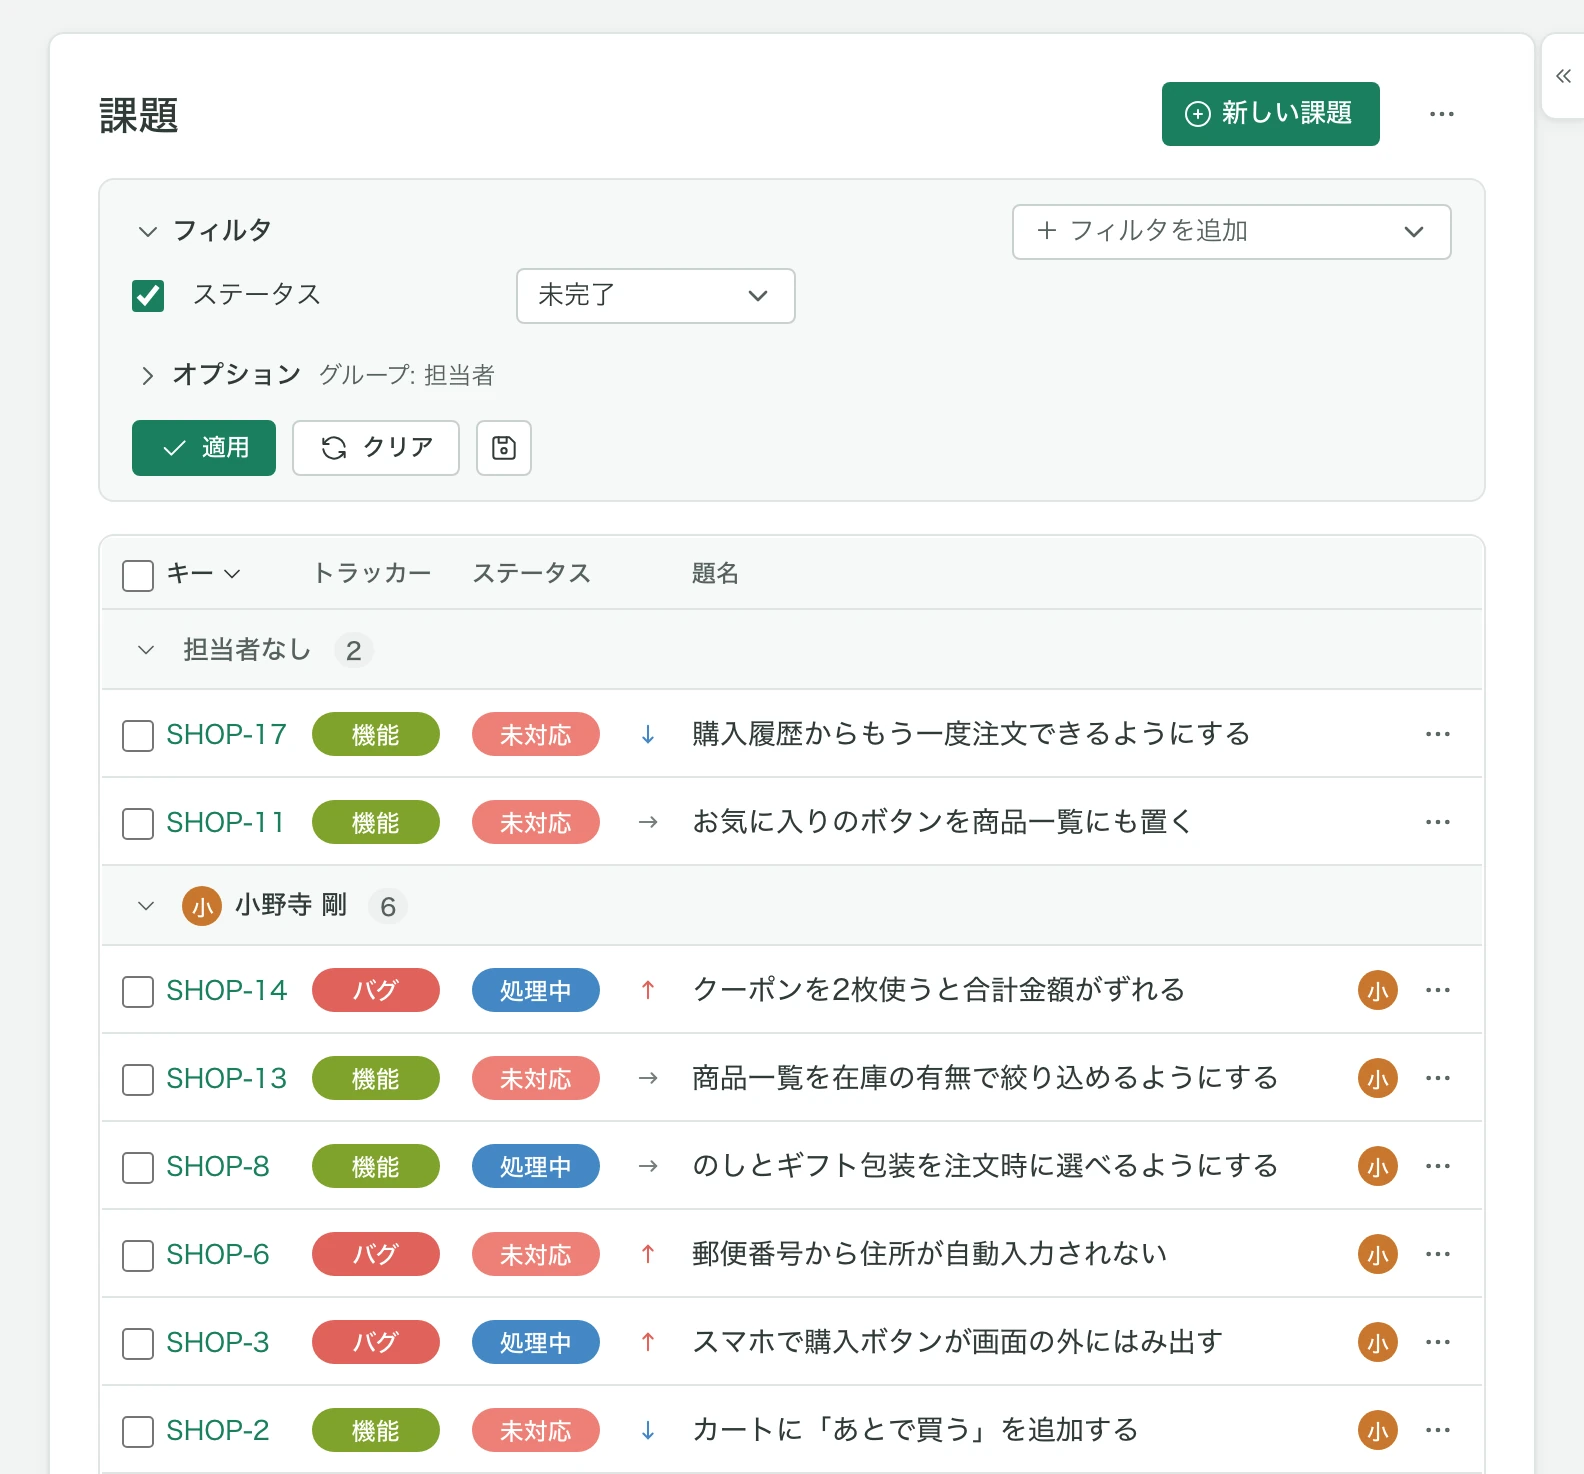 課題
新しい課題
フィルタ
フィルタを追加
ステータス 未完了
オプション グループ: 担当者
適用 クリア
キー トラッカー ステータス 題名
担当者なし 2
SHOP-17 機能 未対応 ↓ 購入履歴からもう一度注文できるようにする
SHOP-11 機能 未対応 → お気に入りのボタンを商品一覧にも置く
小 小野寺 剛 6
SHOP-14 バグ 処理中 ↑ クーポンを2枚使うと合計金額がずれる 小
SHOP-13 機能 未対応 → 商品一覧を在庫の有無で絞り込めるようにする 小
SHOP-8 機能 処理中 → のしとギフト包装を注文時に選べるようにする 小
SHOP-6 バグ 未対応 ↑ 郵便番号から住所が自動入力されない 小
SHOP-3 バグ 処理中 ↑ スマホで購入ボタンが画面の外にはみ出す 小
SHOP-2 機能 未対応 ↓ カートに「あとで買う」を追加する 小